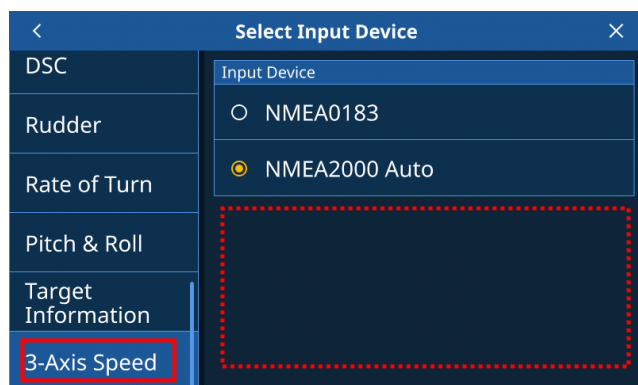 Select Input Device
DSC
Rudder
Rate of Turn
Pitch & Roll
Target
Information
3-Axis Speed
Input Device
NMEA0183
NMEA2000 Auto